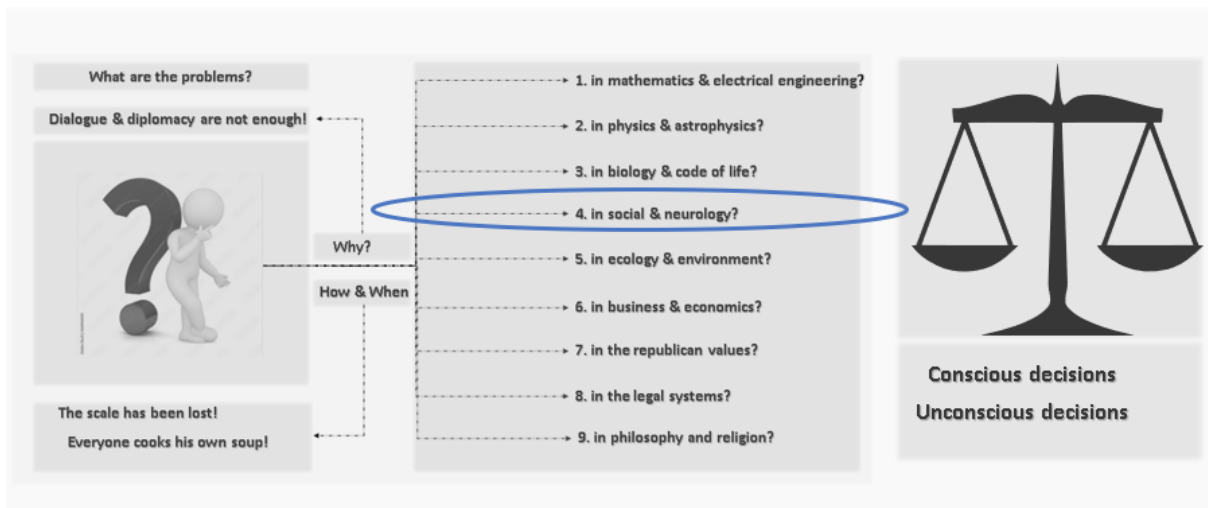 What are the problems?
Dialogue & diplomacy are not enough!
Why?
How & When
The scale has been lost!
Everyone cooks his own soup!
1. in mathematics & electrical engineering?
2. in physics & astrophysics?
3. in biology & code of life?
4. in social & neurology?
5. in ecology & environment?
6. in business & economics?
7. in the republican values?
8. in the legal systems?
9. in philosophy and religion?
Conscious decisions
Unconscious decisions